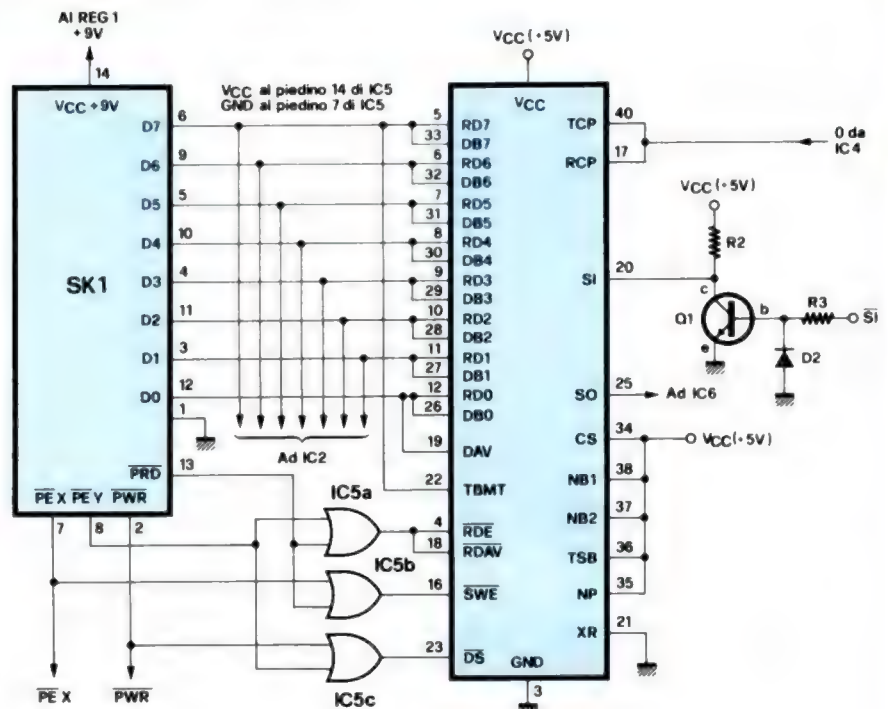 AI REG 1
+9V
14
VCC +9V
VCC al piedino 14 di IC5
GND al piedino 7 di IC5
VCC (+5V)
VCC
SK1
D7 6
D6 9
D5 5
D4 10
D3 4
D2 11
D1 3
D0 12
1
13
PRD
PE X PE Y PWR
7 8 2
Ad IC2
5 RD7
33 DB7
6 RD6
32 DB6
7 RD5
31 DB5
8 RD4
30 DB4
9 RD3
29 DB3
10 RD2
28 DB2
11 RD1
27 DB1
12 RD0
26 DB0
19 DAV
22 TBMT
4 RDE
18 RDAV
16 SWE
23 DS
IC5a
IC5b
IC5c
TCP 40
RCP 17
0 da
IC4
VCC (+5V)
R2
SI 20
c
Q1
b
e
R3
SI
D2
SO 25
Ad IC6
CS 34
VCC (+5V)
NB1 38
NB2 37
TSB 36
NP 35
XR 21
GND
3
PE X
PWR